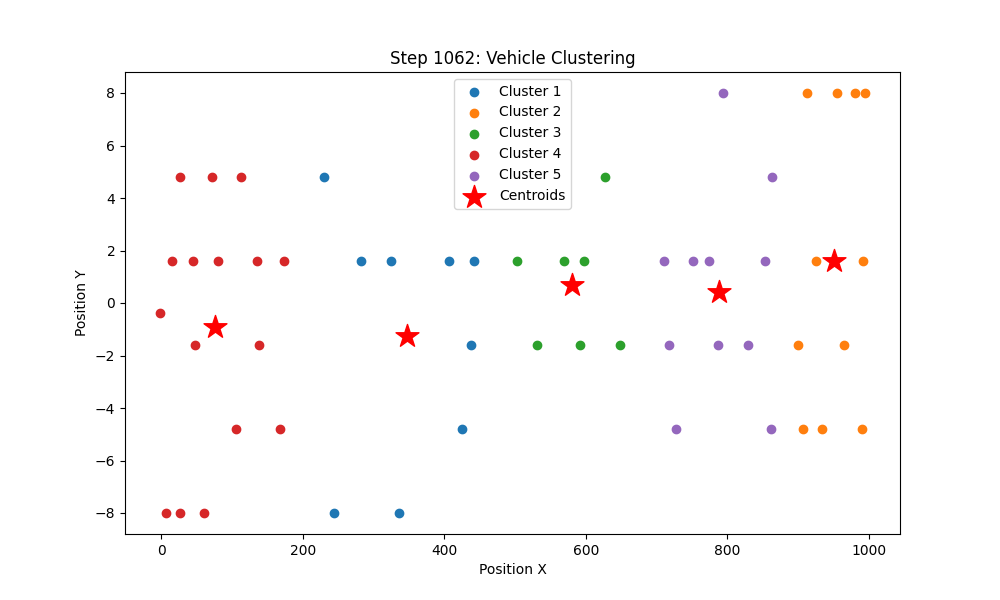 Step 1062: Vehicle Clustering
Cluster 1
Cluster 2
Cluster 3
Cluster 4
Cluster 5
Centroids
8
6
4
2
0
−2
−4
−6
−8
Position Y
0 200 400 600 800 1000
Position X